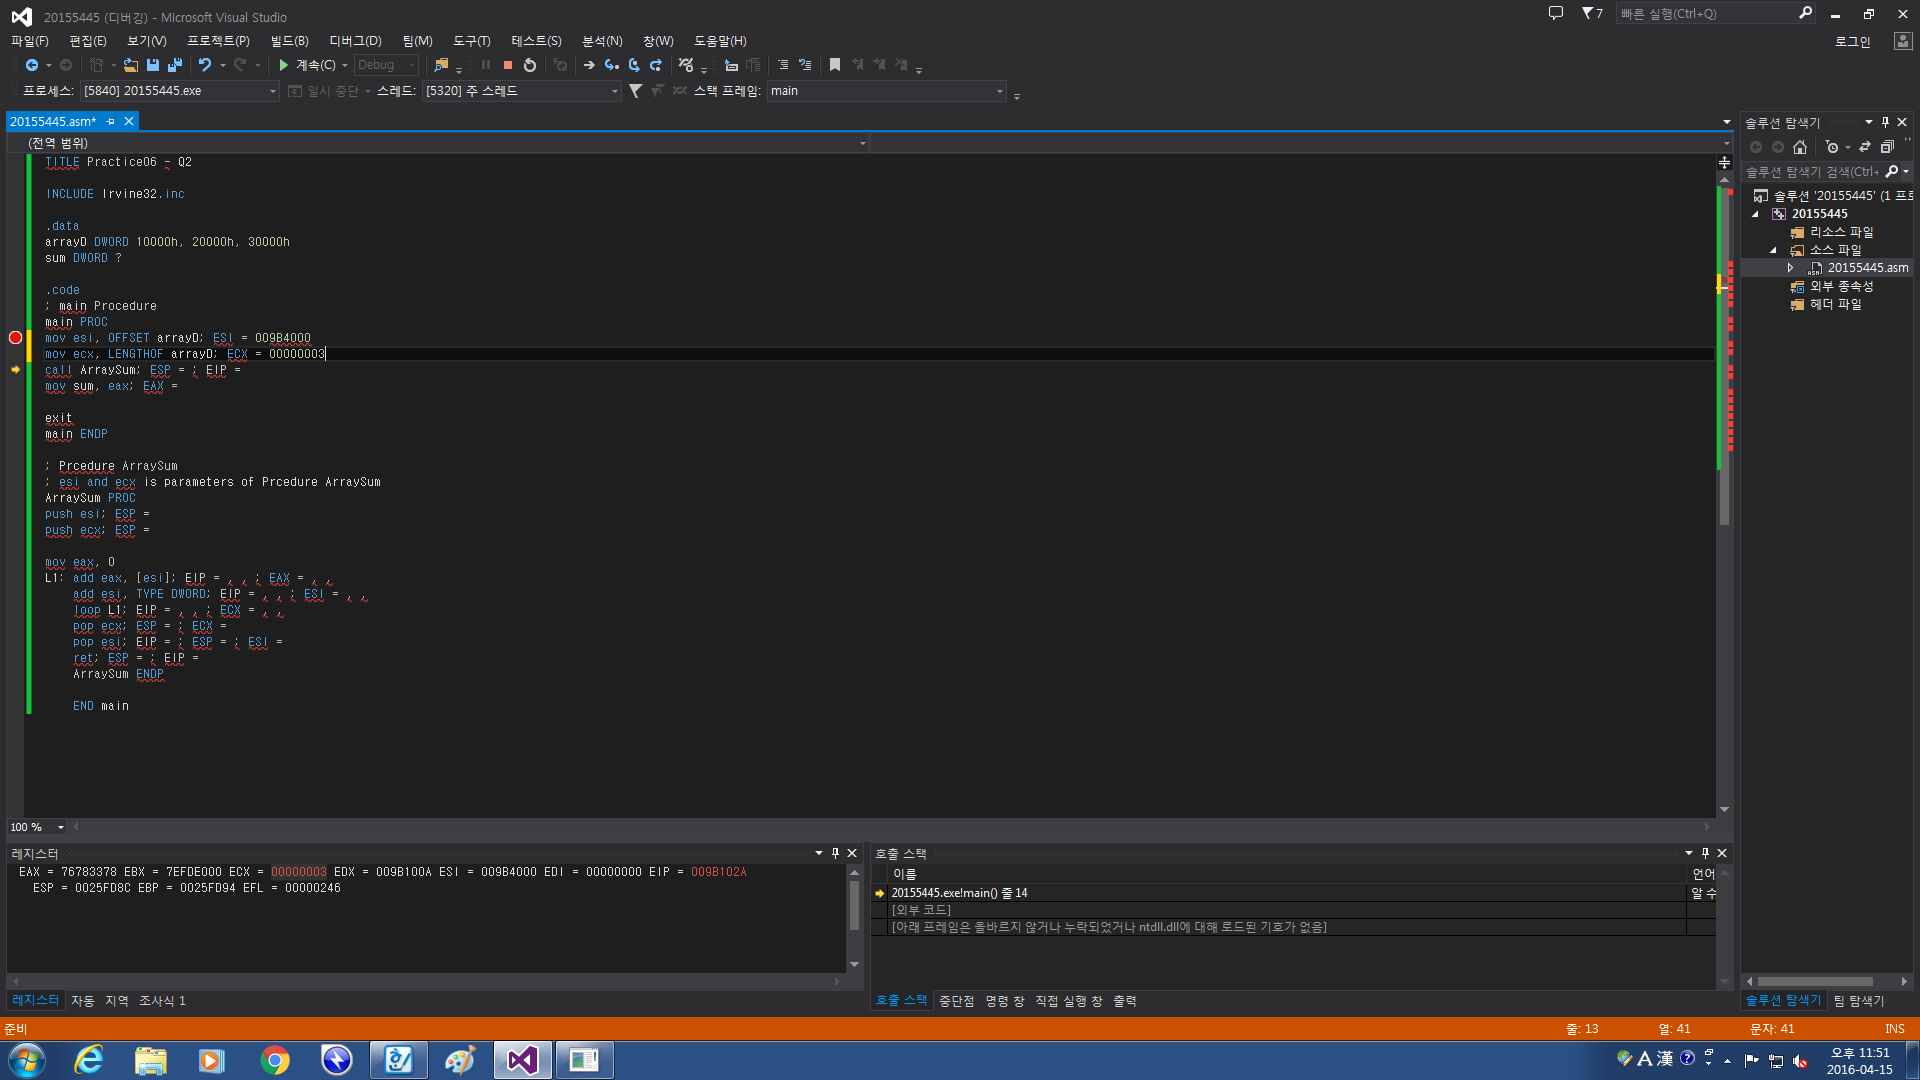 20155445 (디버깅) - Microsoft Visual Studio
7
빠른 실행(Ctrl+Q)
파일(F) 편집(E) 보기(V) 프로젝트(P) 빌드(B) 디버그(D) 팀(M) 도구(T) 테스트(S) 분석(N) 창(W) 도움말(H)
로그인
계속(C) Debug
프로세스: [5840] 20155445.exe 일시 중단 스레드: [5320] 주 스레드 스택 프레임: main
20155445.asm*
(전역 범위)
TITLE Practice06 - Q2
INCLUDE Irvine32.inc
.data
arrayD DWORD 10000h, 20000h, 30000h
sum DWORD ?
.code
; main Procedure
main PROC
mov esi, OFFSET arrayD; ESI = 009B4000
mov ecx, LENGTHOF arrayD; ECX = 00000003
call ArraySum; ESP = ; EIP =
mov sum, eax; EAX =
exit
main ENDP
; Prcedure ArraySum
; esi and ecx is parameters of Prcedure ArraySum
ArraySum PROC
push esi; ESP =
push ecx; ESP =
mov eax, 0
L1: add eax, [esi]; EIP = , , ; EAX = , ,
add esi, TYPE DWORD; EIP = , , ; ESI = , ,
loop L1; EIP = , , ; ECX = , ,
pop ecx; ESP = ; ECX =
pop esi; EIP = ; ESP = ; ESI =
ret; ESP = ; EIP =
ArraySum ENDP
END main
100 %
솔루션 탐색기
솔루션 탐색기 검색(Ctrl+
솔루션 '20155445' (1 프로
20155445
리소스 파일
소스 파일
20155445.asm
외부 종속성
헤더 파일
레지스터
EAX = 76783378 EBX = 7EFDE000 ECX = 00000003 EDX = 009B100A ESI = 009B4000 EDI = 00000000 EIP = 009B102A
ESP = 0025FD8C EBP = 0025FD94 EFL = 00000246
레지스터 자동 지역 조사식 1
호출 스택
이름 언어
20155445.exe!main() 줄 14 알 수
[외부 코드]
[아래 프레임은 올바르지 않거나 누락되었거나 ntdll.dll에 대해 로드된 기호가 없음]
호출 스택 중단점 명령 창 직접 실행 창 출력
솔루션 탐색기 팀 탐색기
준비 줄: 13 열: 41 문자: 41 INS
A 漢
오후 11:51
2016-04-15